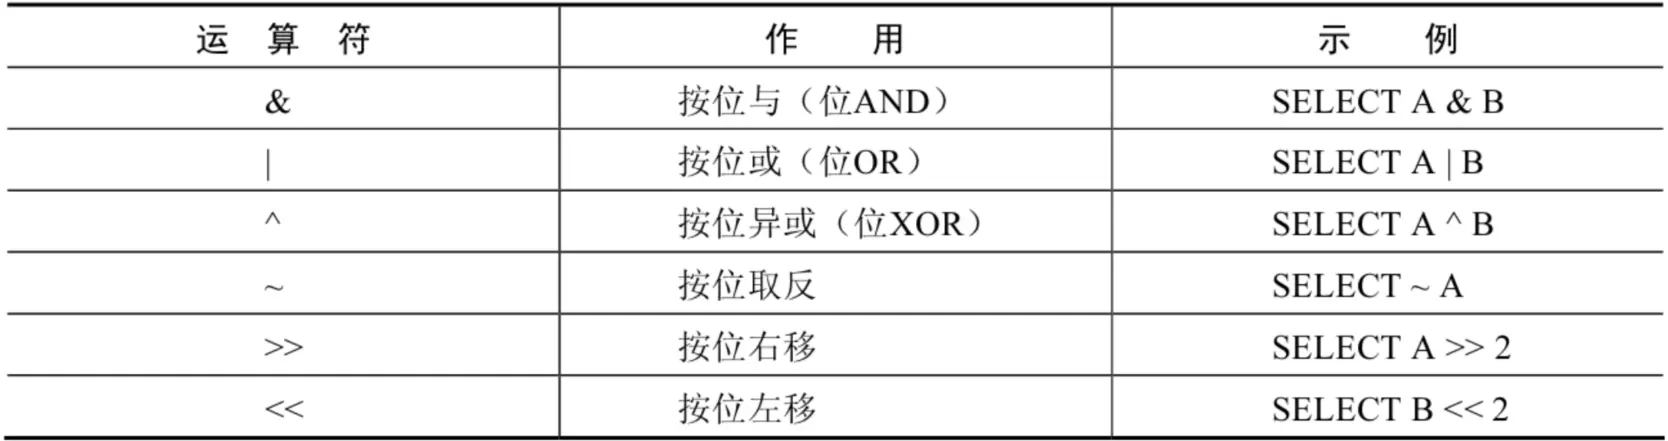 运 算 符 作 用 示 例
& 按位与（位AND） SELECT A & B
| 按位或（位OR） SELECT A | B
^ 按位异或（位XOR） SELECT A ^ B
~ 按位取反 SELECT ~ A
>> 按位右移 SELECT A >> 2
<< 按位左移 SELECT B << 2